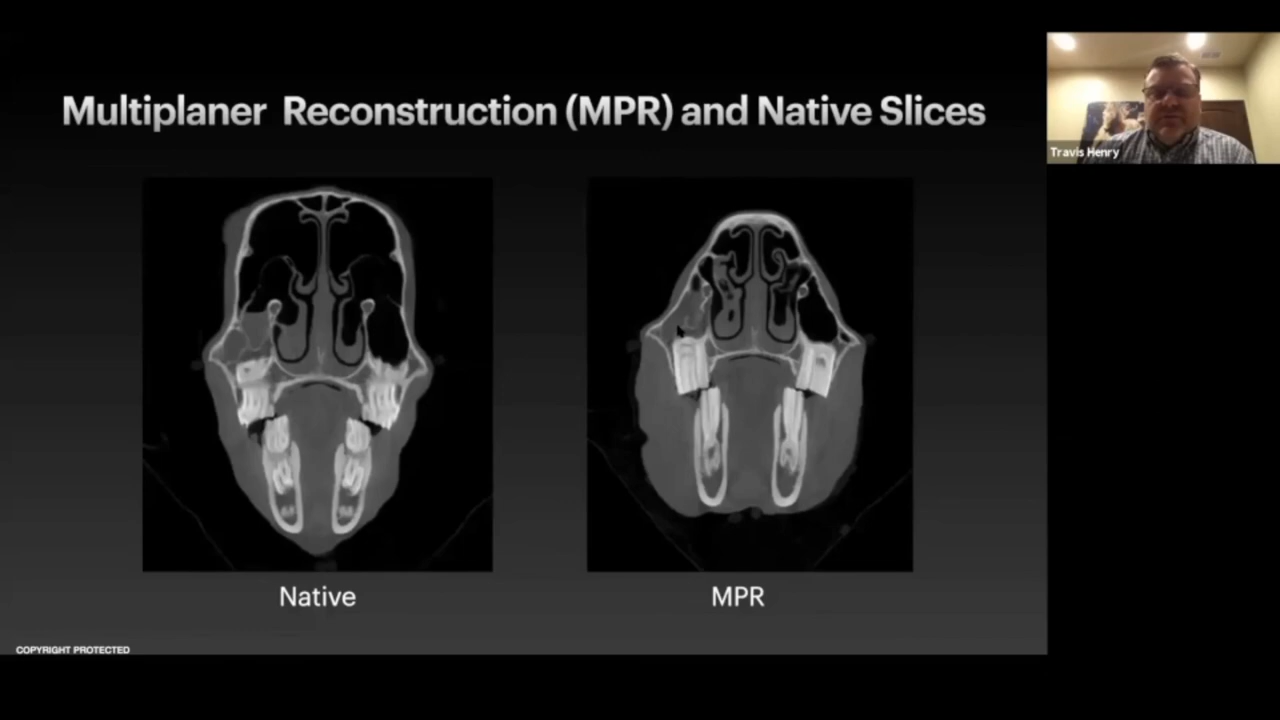 Multiplaner Reconstruction (MPR) and Native Slices
Travis Henry
Native
MPR
COPYRIGHT PROTECTED